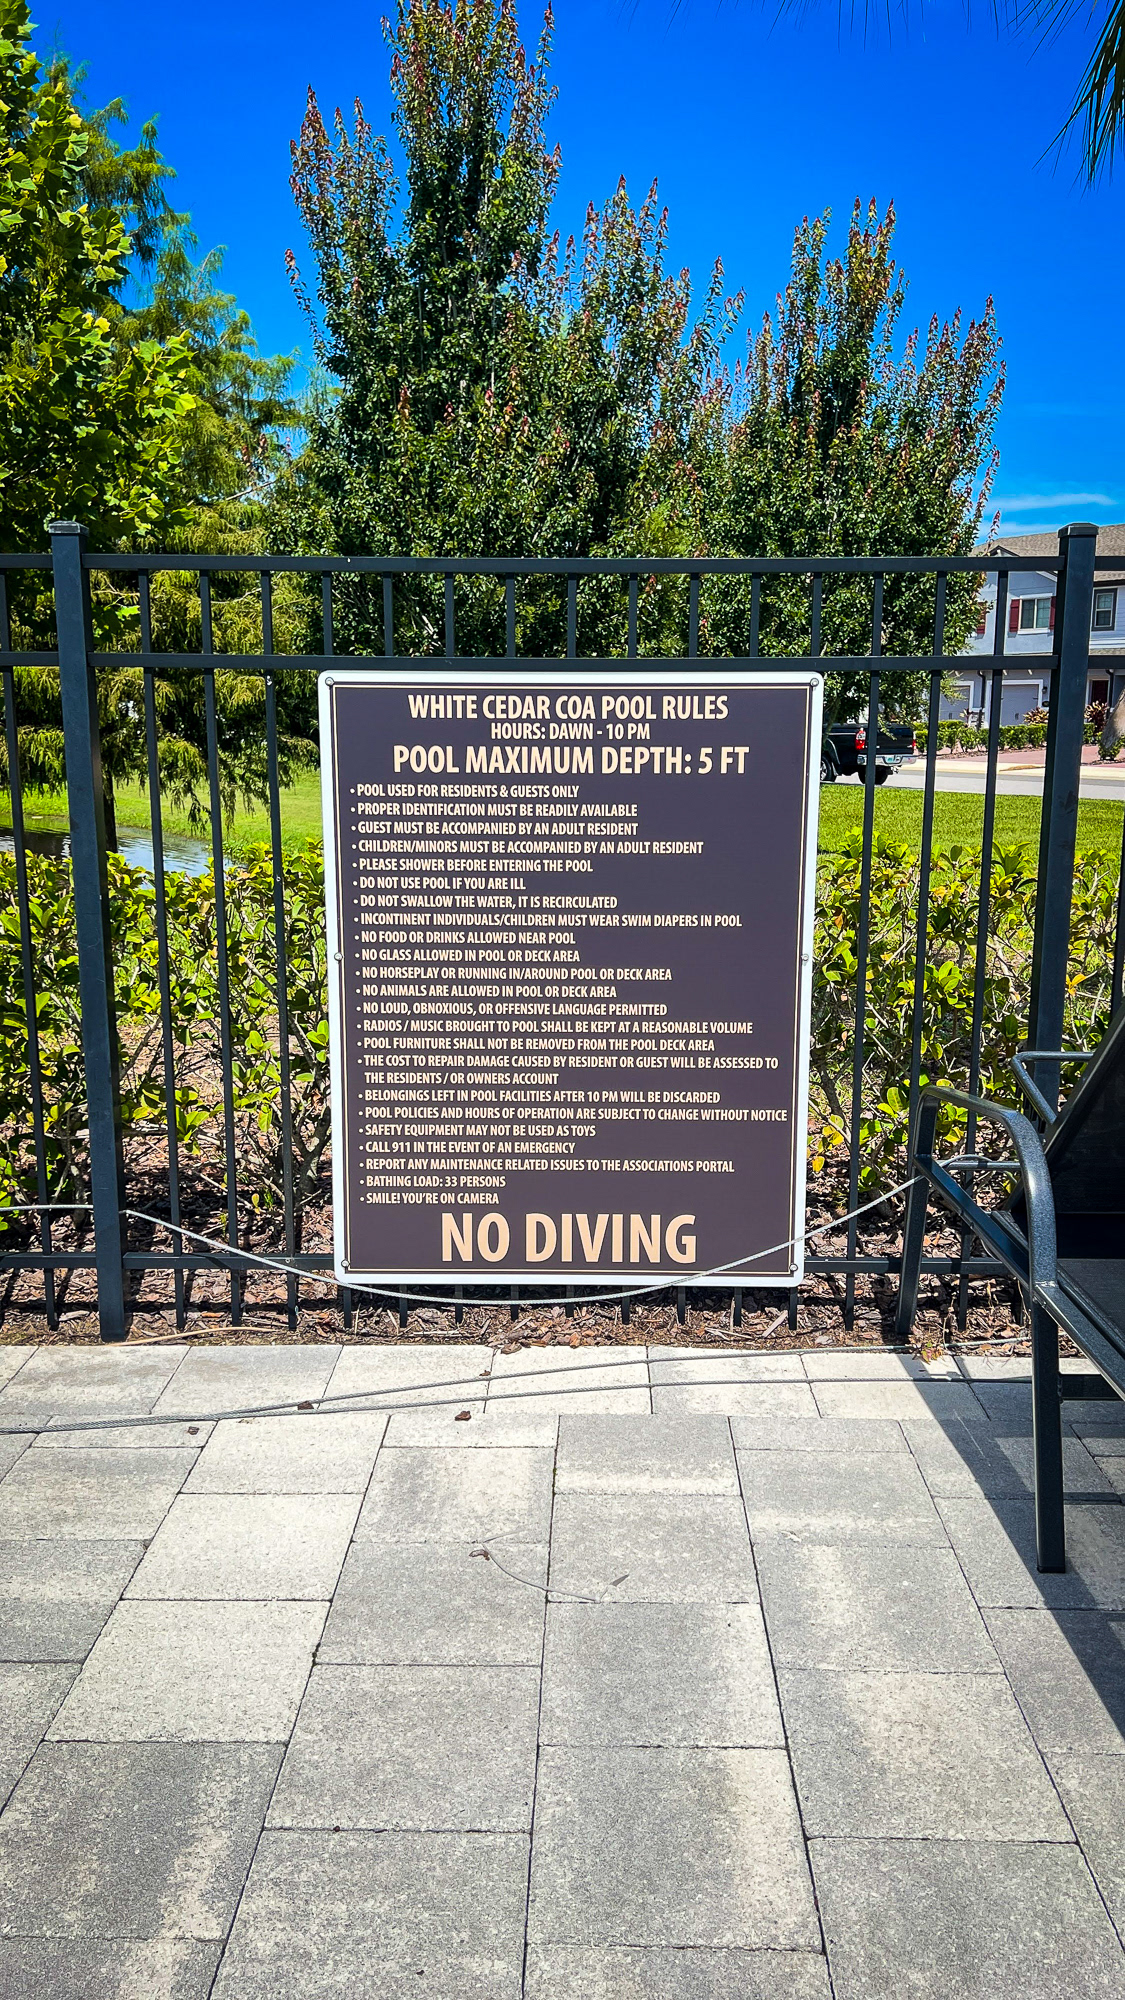 WHITE CEDAR COA POOL RULES
HOURS: DAWN - 10 PM
POOL MAXIMUM DEPTH: 5 FT
• POOL USED FOR RESIDENTS & GUESTS ONLY
• PROPER IDENTIFICATION MUST BE READILY AVAILABLE
• GUEST MUST BE ACCOMPANIED BY AN ADULT RESIDENT
• CHILDREN/MINORS MUST BE ACCOMPANIED BY AN ADULT RESIDENT
• PLEASE SHOWER BEFORE ENTERING THE POOL
• DO NOT USE POOL IF YOU ARE ILL
• DO NOT SWALLOW THE WATER, IT IS RECIRCULATED
• INCONTINENT INDIVIDUALS/CHILDREN MUST WEAR SWIM DIAPERS IN POOL
• NO FOOD OR DRINKS ALLOWED NEAR POOL
• NO GLASS ALLOWED IN POOL OR DECK AREA
• NO HORSEPLAY OR RUNNING IN/AROUND POOL OR DECK AREA
• NO ANIMALS ARE ALLOWED IN POOL OR DECK AREA
• NO LOUD, OBNOXIOUS, OR OFFENSIVE LANGUAGE PERMITTED
• RADIOS / MUSIC BROUGHT TO POOL SHALL BE KEPT AT A REASONABLE VOLUME
• POOL FURNITURE SHALL NOT BE REMOVED FROM THE POOL DECK AREA
• THE COST TO REPAIR DAMAGE CAUSED BY RESIDENT OR GUEST WILL BE ASSESSED TO
THE RESIDENTS / OR OWNERS ACCOUNT
• BELONGINGS LEFT IN POOL FACILITIES AFTER 10 PM WILL BE DISCARDED
• POOL POLICIES AND HOURS OF OPERATION ARE SUBJECT TO CHANGE WITHOUT NOTICE
• SAFETY EQUIPMENT MAY NOT BE USED AS TOYS
• CALL 911 IN THE EVENT OF AN EMERGENCY
• REPORT ANY MAINTENANCE RELATED ISSUES TO THE ASSOCIATIONS PORTAL
• BATHING LOAD: 33 PERSONS
• SMILE! YOU'RE ON CAMERA
NO DIVING